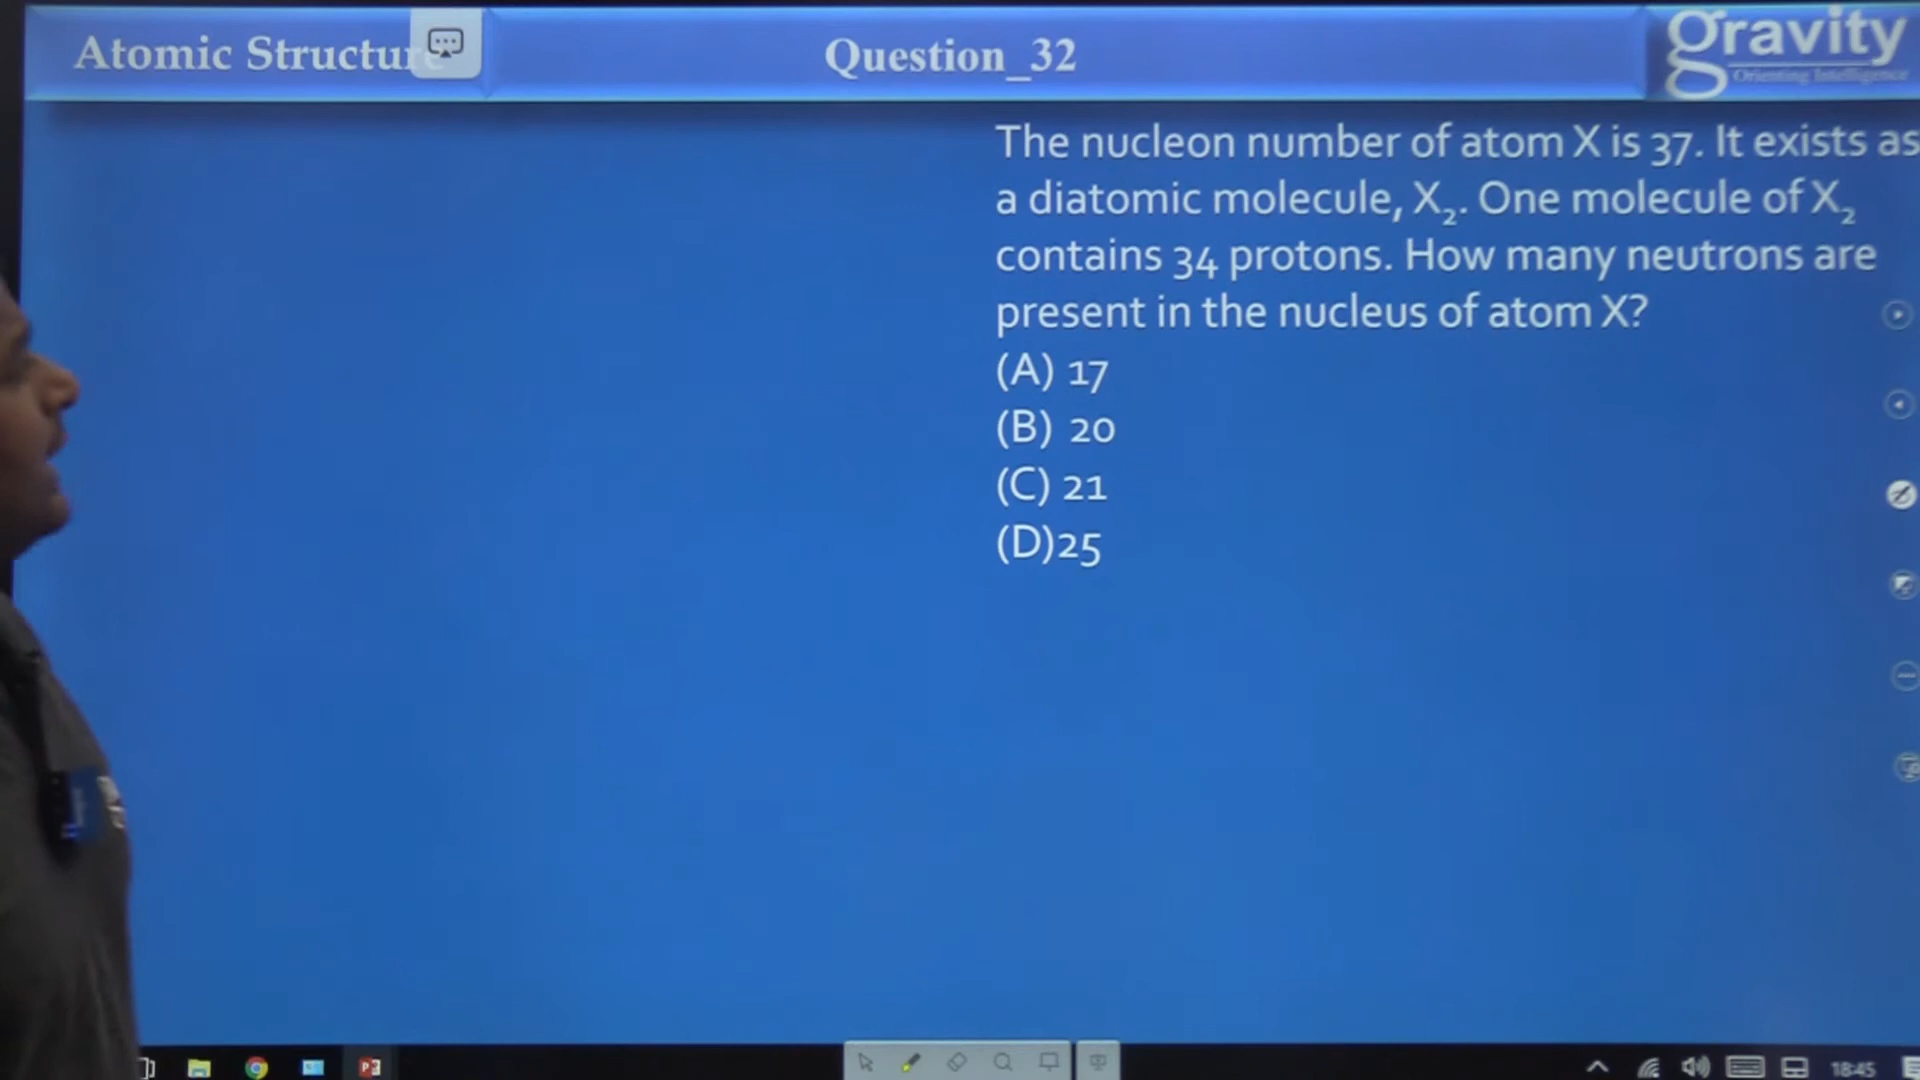 Atomic Structure
Question_32
gravity
Orienting Intelligence
The nucleon number of atom X is 37. It exists as
a diatomic molecule, X₂. One molecule of X₂
contains 34 protons. How many neutrons are
present in the nucleus of atom X?
(A) 17
(B) 20
(C) 21
(D)25
18:45